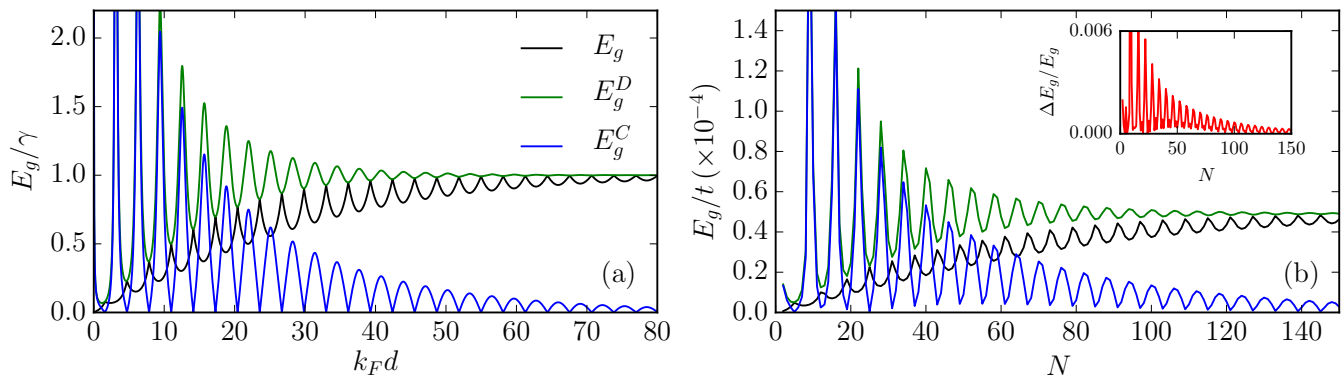 2.0
1.5
1.0
0.5
0.0
E_g/γ
E_g
E_g^D
E_g^C
(a)
0 10 20 30 40 50 60 70 80
k_F d
1.4
1.2
1.0
0.8
0.6
0.4
0.2
0.0
E_g/t (×10^{-4})
0.006
0.000
ΔE_g/E_g
0 50 100 150
N
(b)
0 20 40 60 80 100 120 140
N